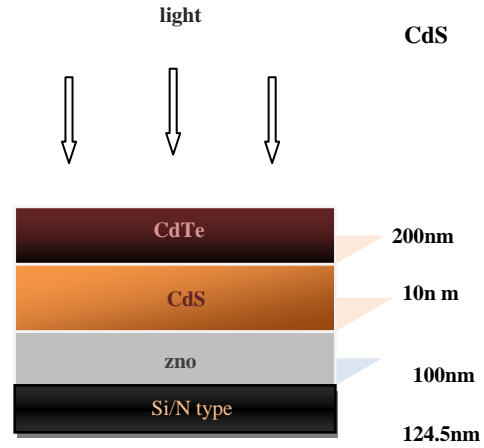 light
CdS
CdTe
200nm
CdS
10n m
zno
100nm
Si/N type
124.5nm